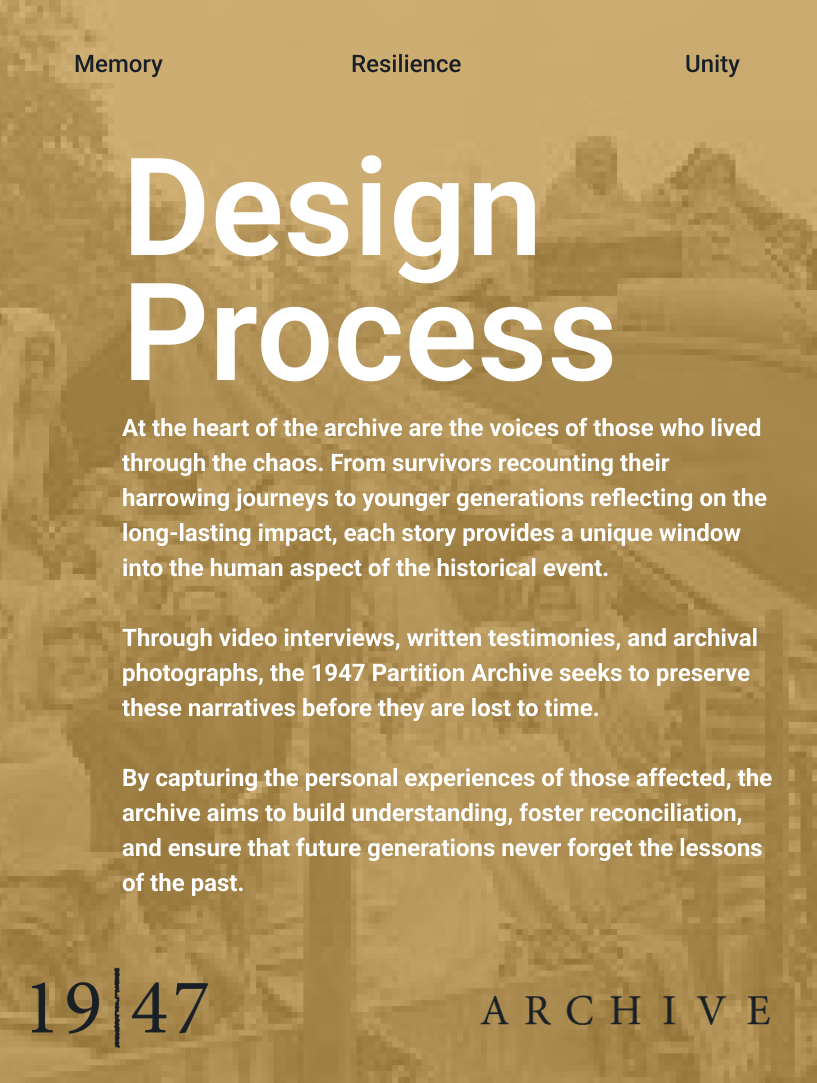 Memory Resilience Unity
Design
Process
At the heart of the archive are the voices of those who lived
through the chaos. From survivors recounting their
harrowing journeys to younger generations reflecting on the
long-lasting impact, each story provides a unique window
into the human aspect of the historical event.
Through video interviews, written testimonies, and archival
photographs, the 1947 Partition Archive seeks to preserve
these narratives before they are lost to time.
By capturing the personal experiences of those affected, the
archive aims to build understanding, foster reconciliation,
and ensure that future generations never forget the lessons
of the past.
19|47 ARCHIVE